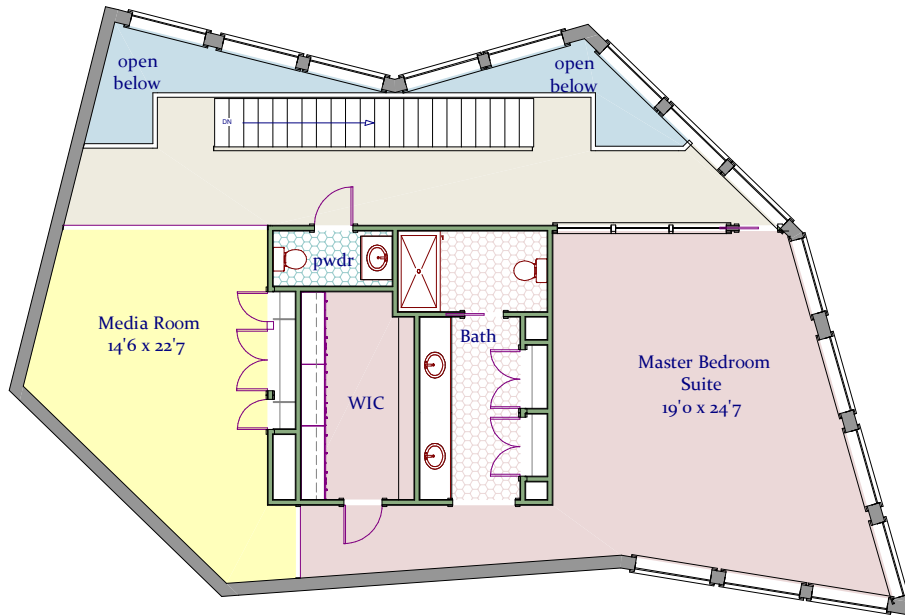 open
below
open
below
DN
pwdr
Media Room
14'6 x 22'7
Bath
WIC
Master Bedroom
Suite
19'0 x 24'7